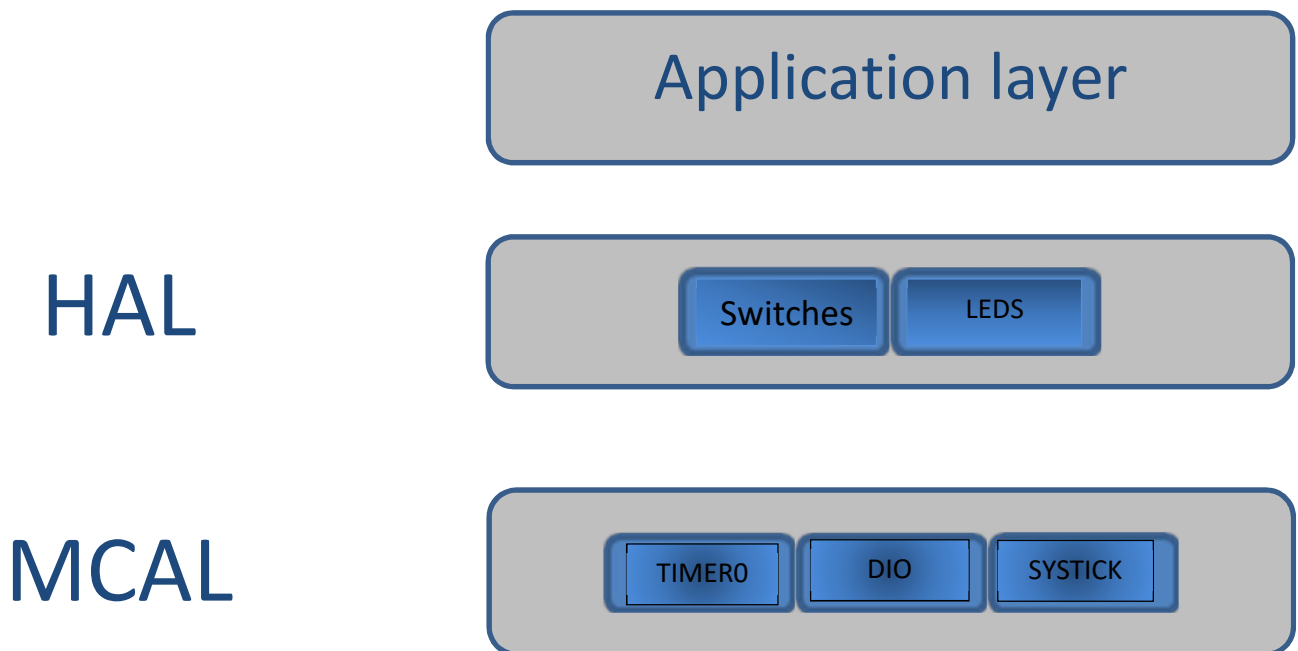 Application layer
HAL
Switches
LEDS
MCAL
TIMER0
DIO
SYSTICK